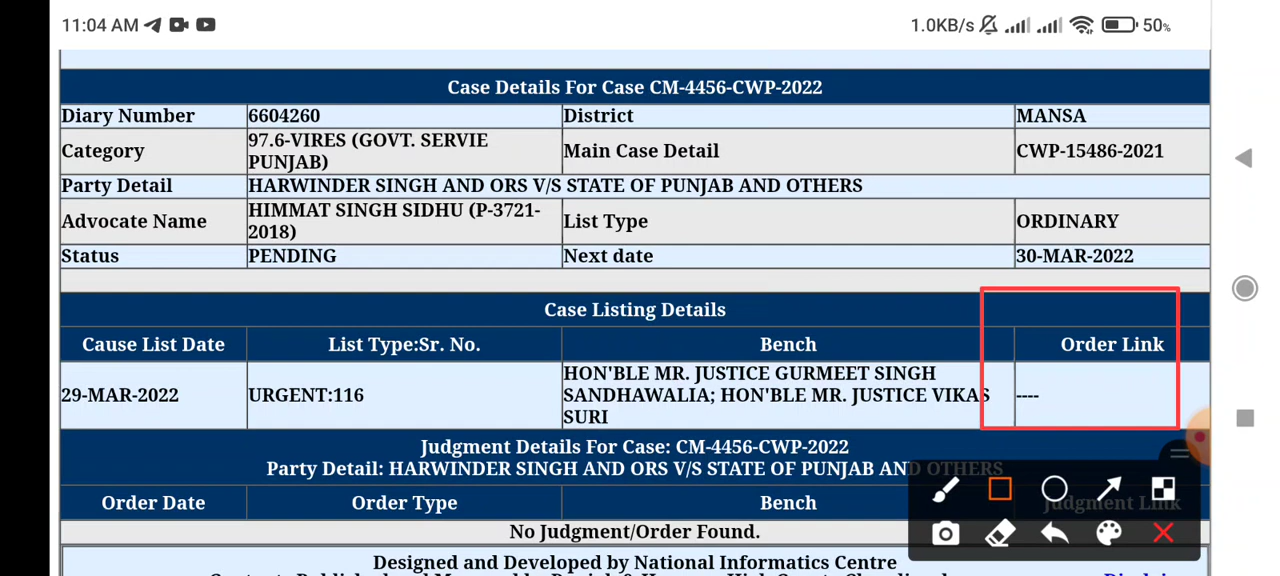 11:04 AM 1.0KB/s 50%
Case Details For Case CM-4456-CWP-2022
Diary Number 6604260 District MANSA
Category 97.6-VIRES (GOVT. SERVIE PUNJAB) Main Case Detail CWP-15486-2021
Party Detail HARWINDER SINGH AND ORS V/S STATE OF PUNJAB AND OTHERS
Advocate Name HIMMAT SINGH SIDHU (P-3721-2018) List Type ORDINARY
Status PENDING Next date 30-MAR-2022
Case Listing Details
Cause List Date List Type:Sr. No. Bench Order Link
29-MAR-2022 URGENT:116 HON'BLE MR. JUSTICE GURMEET SINGH SANDHAWALIA; HON'BLE MR. JUSTICE VIKAS SURI ----
Judgment Details For Case: CM-4456-CWP-2022
Party Detail: HARWINDER SINGH AND ORS V/S STATE OF PUNJAB AND OTHERS
Order Date Order Type Bench Judgment Link
No Judgment/Order Found.
Designed and Developed by National Informatics Centre